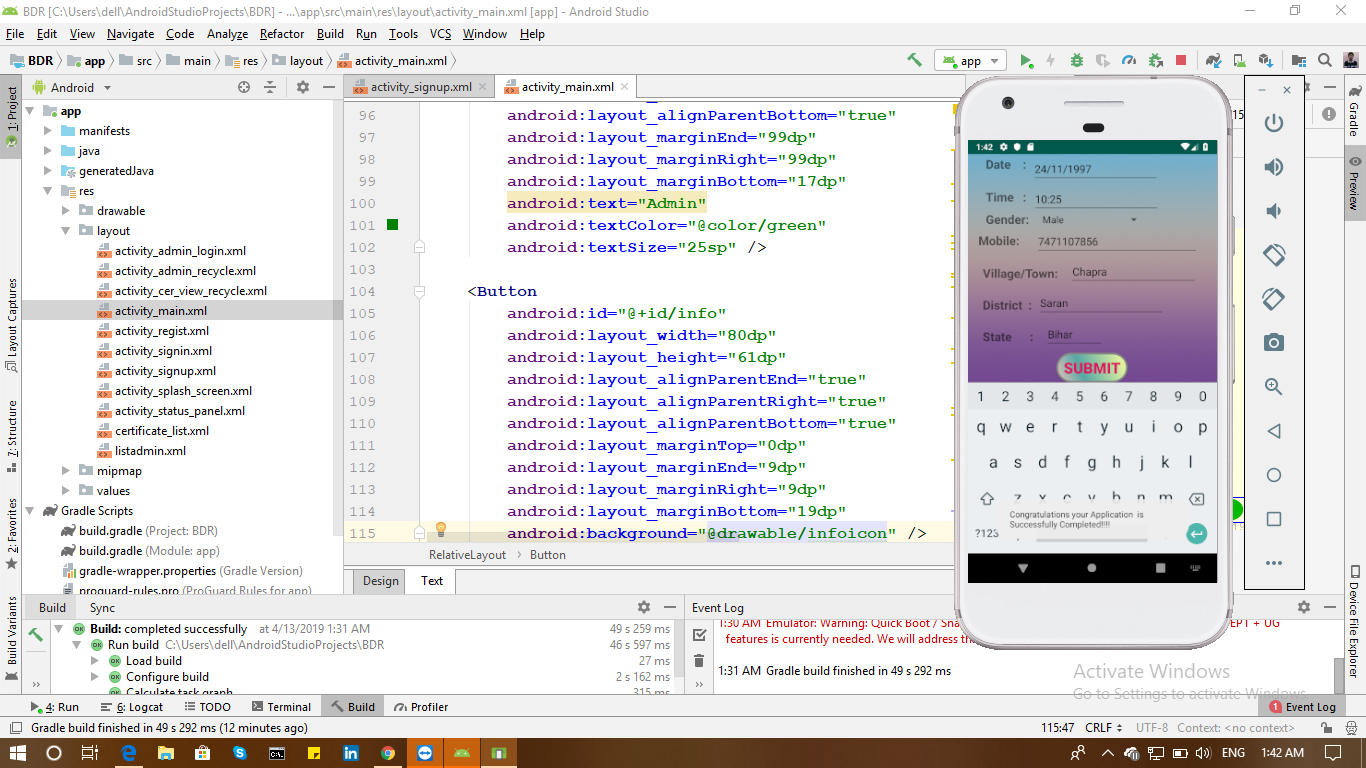 BDR [C:\Users\dell\AndroidStudioProjects\BDR] - ...\app\src\main\res\layout\activity_main.xml [app] - Android Studio
File Edit View Navigate Code Analyze Refactor Build Run Tools VCS Window Help
BDR app src main res layout activity_main.xml app
Android activity_signup.xml activity_main.xml
1: Project
Layout Captures
7: Structure
2: Favorites
Build Variants
app
manifests
java
generatedJava
res
drawable
layout
activity_admin_login.xml
activity_admin_recycle.xml
activity_cer_view_recycle.xml
activity_main.xml
activity_regist.xml
activity_signin.xml
activity_signup.xml
activity_splash_screen.xml
activity_status_panel.xml
certificate_list.xml
listadmin.xml
mipmap
values
Gradle Scripts
build.gradle (Project: BDR)
build.gradle (Module: app)
gradle-wrapper.properties (Gradle Version)
proguard-rules.pro (ProGuard Rules for app)
96 android:layout_alignParentBottom="true"
97 android:layout_marginEnd="99dp"
98 android:layout_marginRight="99dp"
99 android:layout_marginBottom="17dp"
100 android:text="Admin"
101 android:textColor="@color/green"
102 android:textSize="25sp" />
103
104 <Button
105 android:id="@+id/info"
106 android:layout_width="80dp"
107 android:layout_height="61dp"
108 android:layout_alignParentEnd="true"
109 android:layout_alignParentRight="true"
110 android:layout_alignParentBottom="true"
111 android:layout_marginTop="0dp"
112 android:layout_marginEnd="9dp"
113 android:layout_marginRight="9dp"
114 android:layout_marginBottom="19dp"
115 android:background="@drawable/infoicon" />
RelativeLayout Button
Design Text
1:42
Date : 24/11/1997
Time : 10:25
Gender: Male
Mobile: 7471107856
Village/Town: Chapra
District : Saran
State : Bihar
SUBMIT
1 2 3 4 5 6 7 8 9 0
q w e r t y u i o p
a s d f g h j k l
z x c v b n m
Congratulations your Application is
Successfully Completed!!!!
?123
Gradle
Preview
Device File Explorer
Build Sync
Build: completed successfully at 4/13/2019 1:31 AM 49 s 259 ms
Run build C:\Users\dell\AndroidStudioProjects\BDR 46 s 597 ms
Load build 27 ms
Configure build 2 s 162 ms
Calculate task graph 315 ms
Event Log
1:30 AM Emulator: Warning: Quick Boot / Sna EPT + UG
features is currently needed. We will address th
1:31 AM Gradle build finished in 49 s 292 ms
Activate Windows
Go to Settings to activate Windows.
4: Run 6: Logcat TODO Terminal Build Profiler 1 Event Log
Gradle build finished in 49 s 292 ms (12 minutes ago) 115:47 CRLF UTF-8 Context: <no context>
ENG 1:42 AM